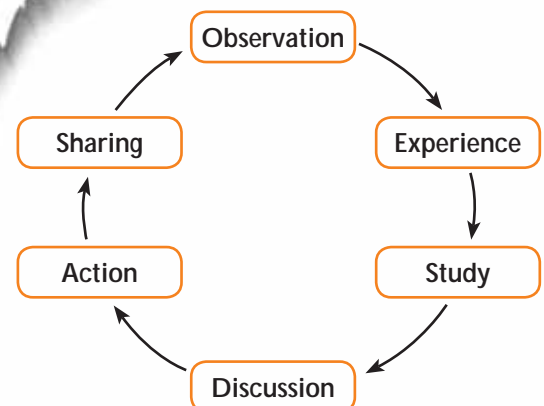 Observation
Experience
Study
Discussion
Action
Sharing